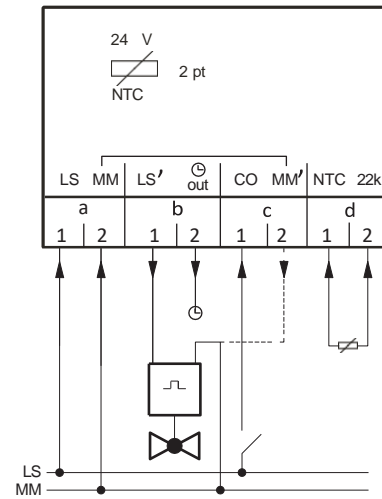 24 V
2 pt
NTC
LS MM LS' out CO MM' NTC 22k
a b c d
1 2 1 2 1 2 1 2
LS
MM